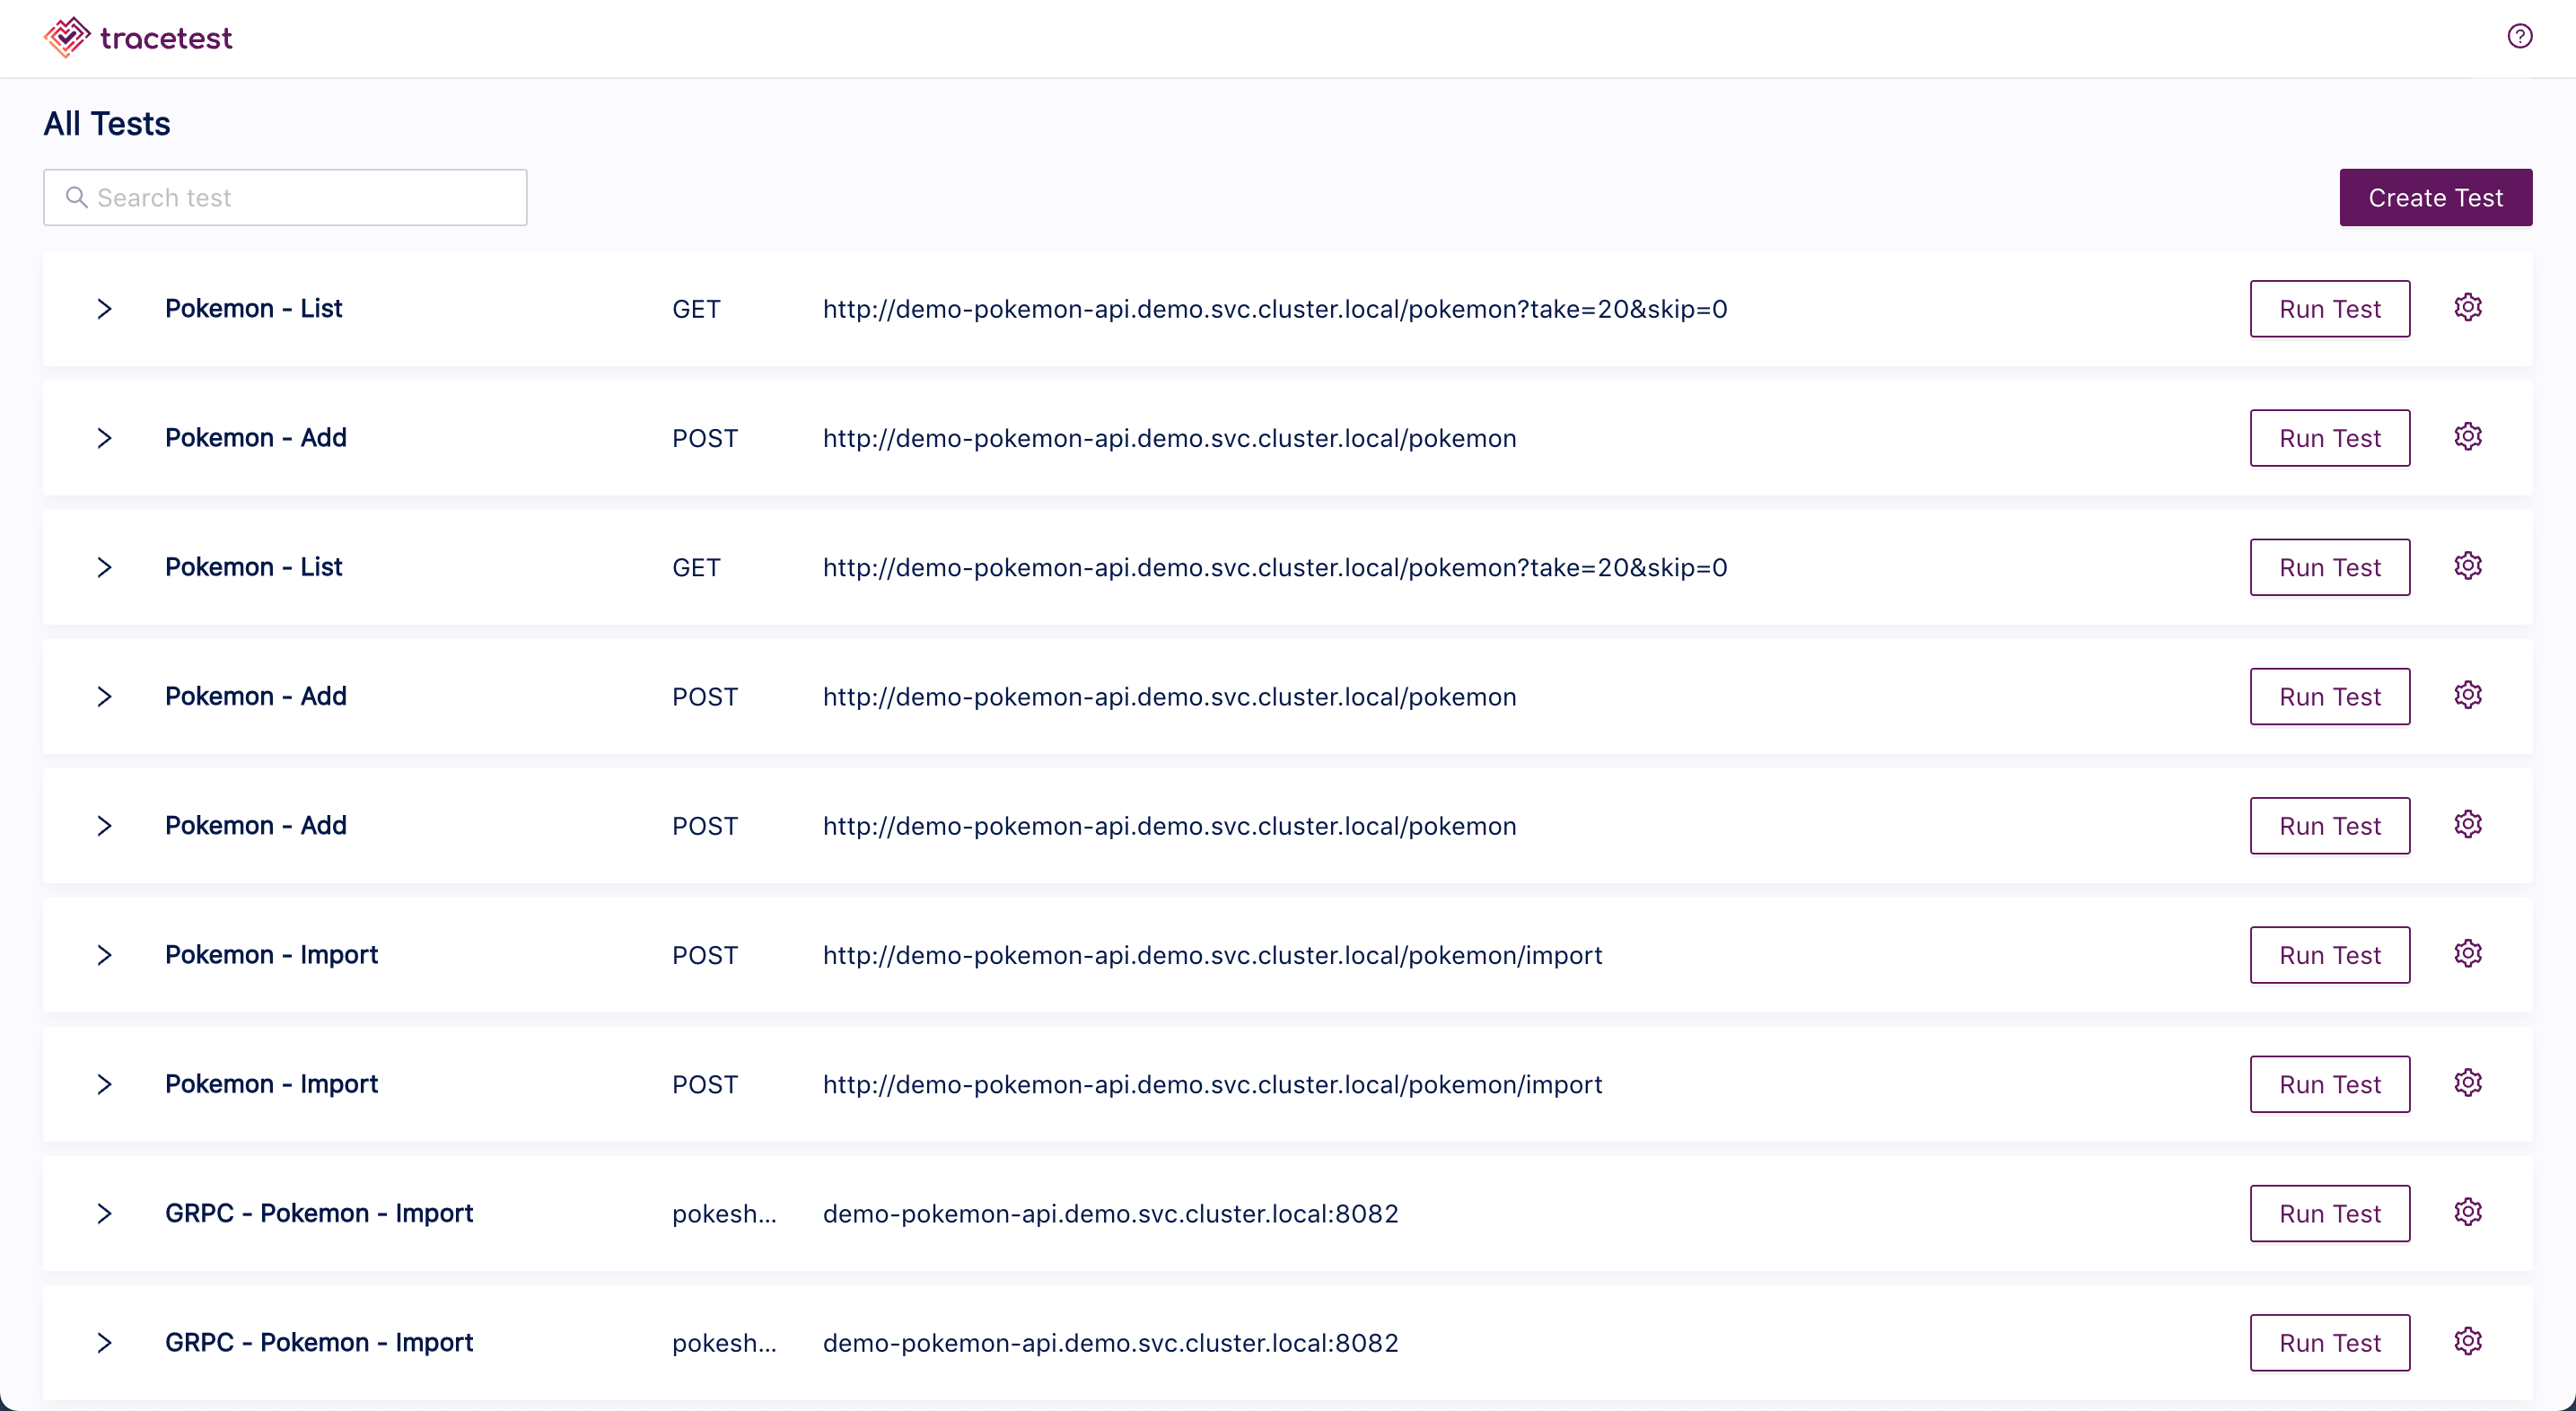 tracetest
All Tests
Search test
Create Test
Pokemon - List GET http://demo-pokemon-api.demo.svc.cluster.local/pokemon?take=20&skip=0 Run Test
Pokemon - Add POST http://demo-pokemon-api.demo.svc.cluster.local/pokemon Run Test
Pokemon - List GET http://demo-pokemon-api.demo.svc.cluster.local/pokemon?take=20&skip=0 Run Test
Pokemon - Add POST http://demo-pokemon-api.demo.svc.cluster.local/pokemon Run Test
Pokemon - Add POST http://demo-pokemon-api.demo.svc.cluster.local/pokemon Run Test
Pokemon - Import POST http://demo-pokemon-api.demo.svc.cluster.local/pokemon/import Run Test
Pokemon - Import POST http://demo-pokemon-api.demo.svc.cluster.local/pokemon/import Run Test
GRPC - Pokemon - Import pokesh... demo-pokemon-api.demo.svc.cluster.local:8082 Run Test
GRPC - Pokemon - Import pokesh... demo-pokemon-api.demo.svc.cluster.local:8082 Run Test